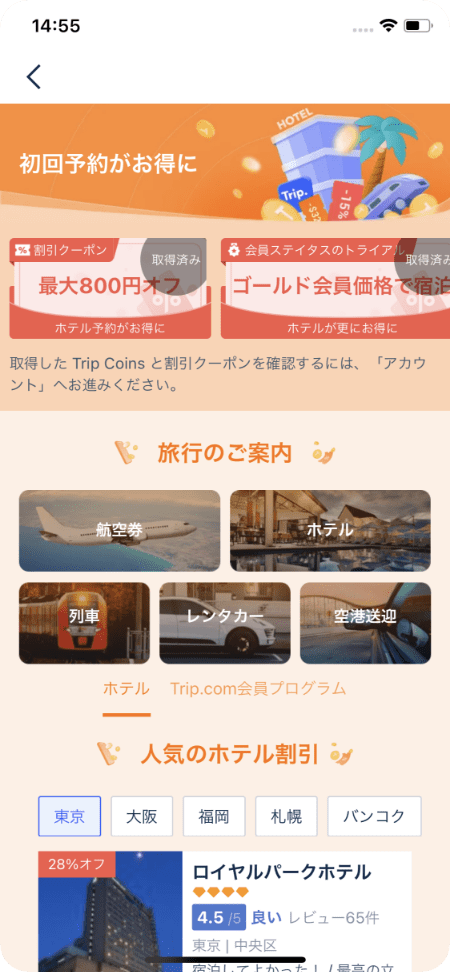 14:55
HOTEL
初回予約がお得に
Trip.
-$32
-15%
割引クーポン
取得済み
最大800円オフ
ホテル予約がお得に
会員ステイタスのトライアル
取得済み
ゴールド会員価格で宿泊
ホテルが更にお得に
取得した Trip Coins と割引クーポンを確認するには、「アカウ
ント」へお進みください。
旅行のご案内
航空券
ホテル
列車
レンタカー
空港送迎
ホテル
Trip.com会員プログラム
人気のホテル割引
東京
大阪
福岡
札幌
バンコク
28%オフ
ロイヤルパークホテル
4.5 /5 良い レビュー65件
東京 | 中央区
宿泊してよかった！ / 最高の立